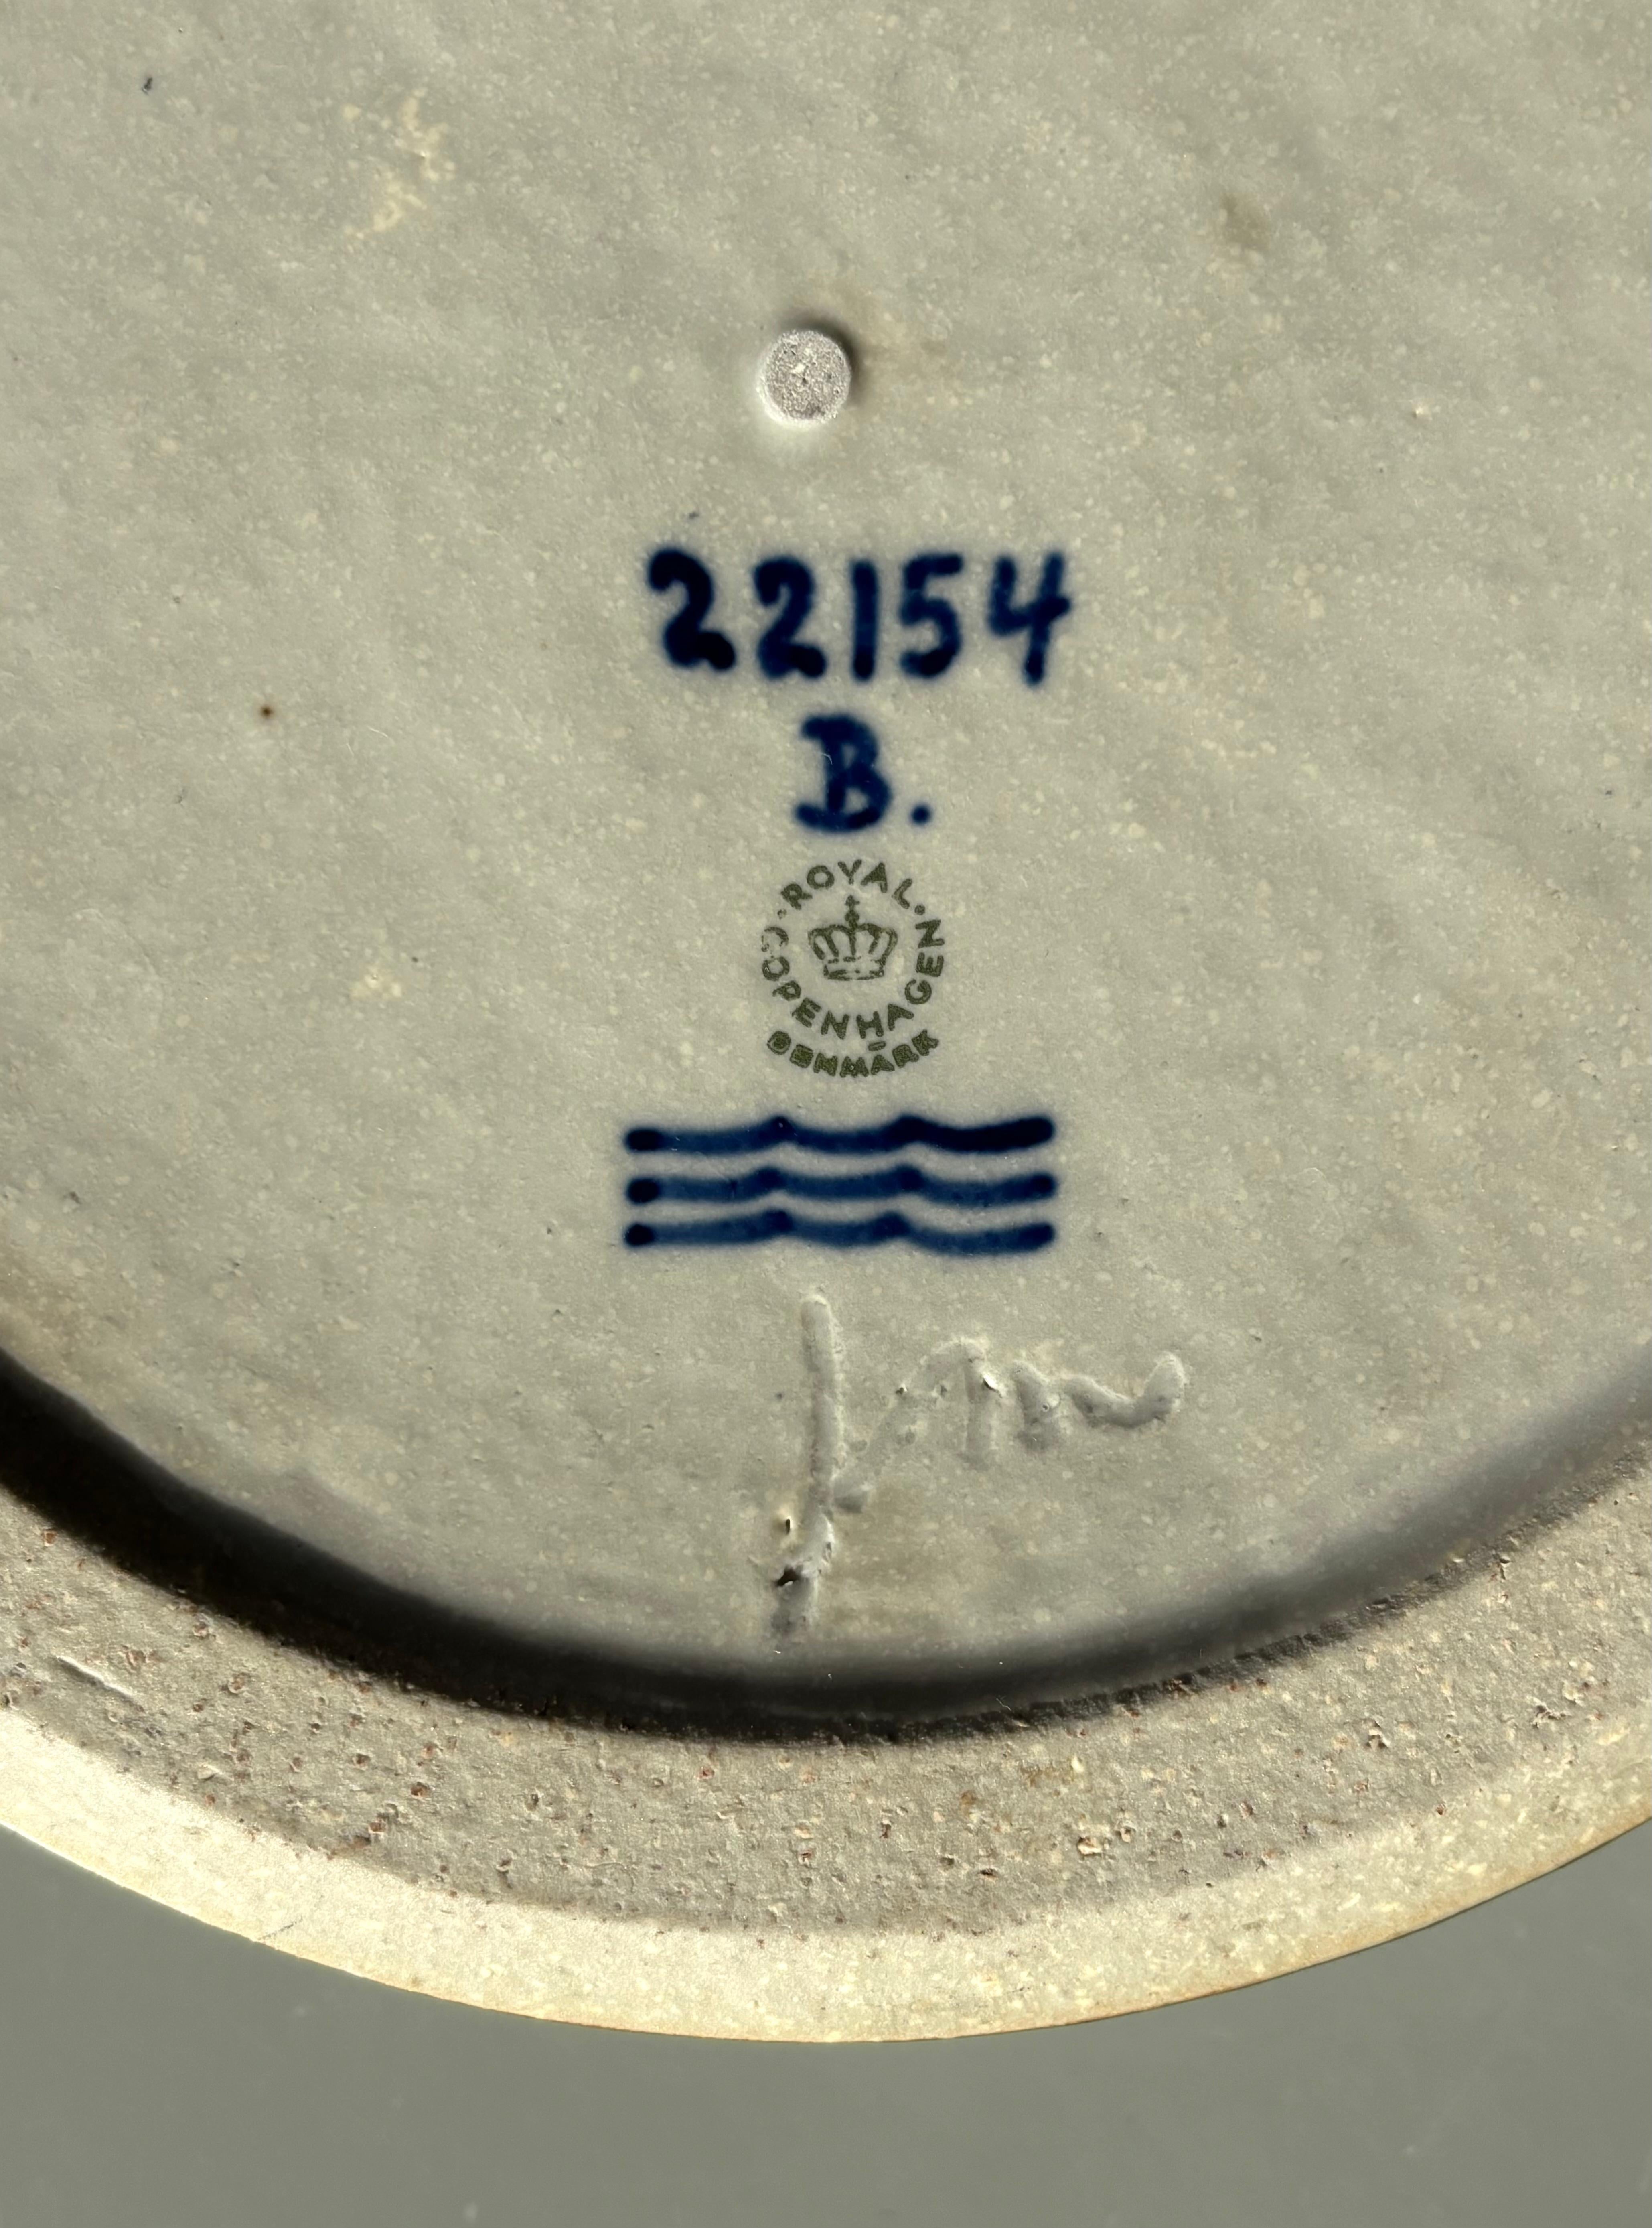 22154
B.
ROYAL
COPENHAGEN
DENMARK